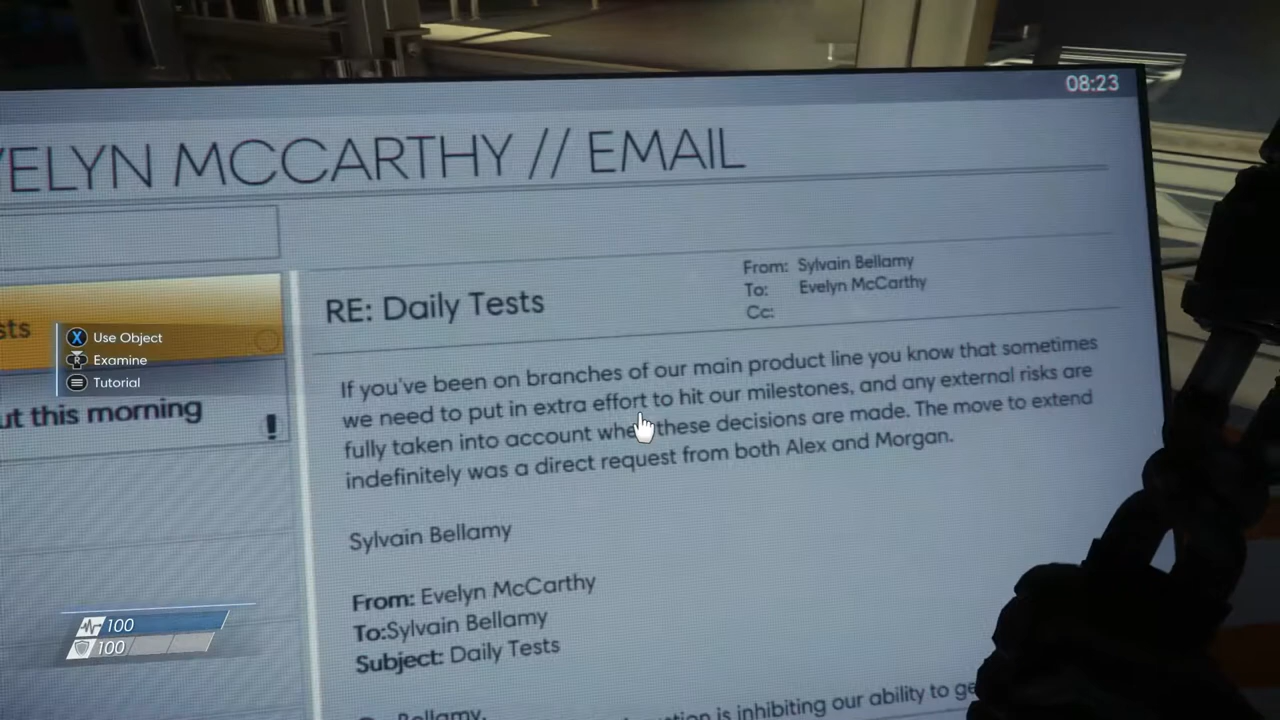 08:23
VELYN MCCARTHY // EMAIL
RE: Daily Tests
From: Sylvain Bellamy
To: Evelyn McCarthy
Cc:
sts
X Use Object
R Examine
Tutorial
ut this morning !
If you've been on branches of our main product line you know that sometimes
we need to put in extra effort to hit our milestones, and any external risks are
fully taken into account these decisions are made. The move to extend
indefinitely was a direct request from both Alex and Morgan.
Sylvain Bellamy
From: Evelyn McCarthy
To:Sylvain Bellamy
Subject: Daily Tests
Bellamy,
is inhibiting our ability to
100
100